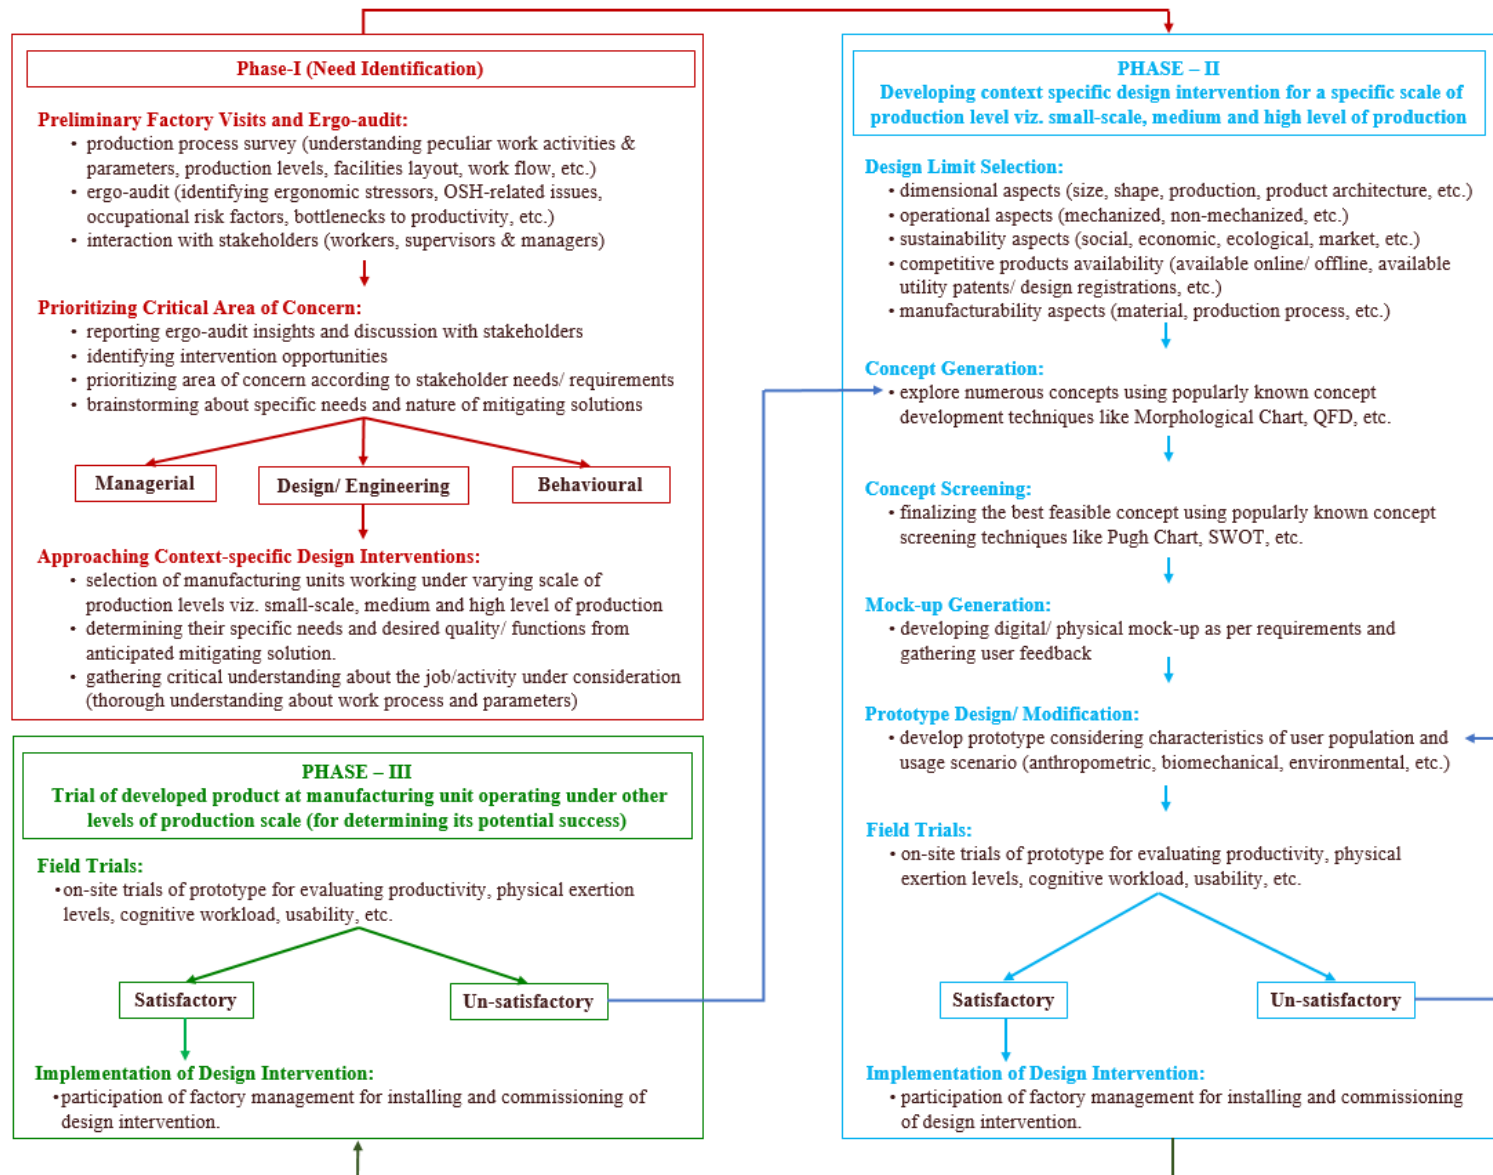 Phase-I (Need Identification)
Preliminary Factory Visits and Ergo-audit:
• production process survey (understanding peculiar work activities &
parameters, production levels, facilities layout, work flow, etc.)
• ergo-audit (identifying ergonomic stressors, OSH-related issues,
occupational risk factors, bottlenecks to productivity, etc.)
• interaction with stakeholders (workers, supervisors & managers)
Prioritizing Critical Area of Concern:
• reporting ergo-audit insights and discussion with stakeholders
• identifying intervention opportunities
• prioritizing area of concern according to stakeholder needs/ requirements
• brainstorming about specific needs and nature of mitigating solutions
Managerial
Design/ Engineering
Behavioural
Approaching Context-specific Design Interventions:
• selection of manufacturing units working under varying scale of
production levels viz. small-scale, medium and high level of production
• determining their specific needs and desired quality/ functions from
anticipated mitigating solution.
• gathering critical understanding about the job/activity under consideration
(thorough understanding about work process and parameters)
PHASE – II
Developing context specific design intervention for a specific scale of
production level viz. small-scale, medium and high level of production
Design Limit Selection:
• dimensional aspects (size, shape, production, product architecture, etc.)
• operational aspects (mechanized, non-mechanized, etc.)
• sustainability aspects (social, economic, ecological, market, etc.)
• competitive products availability (available online/ offline, available
utility patents/ design registrations, etc.)
• manufacturability aspects (material, production process, etc.)
Concept Generation:
• explore numerous concepts using popularly known concept
development techniques like Morphological Chart, QFD, etc.
Concept Screening:
• finalizing the best feasible concept using popularly known concept
screening techniques like Pugh Chart, SWOT, etc.
Mock-up Generation:
• developing digital/ physical mock-up as per requirements and
gathering user feedback
Prototype Design/ Modification:
• develop prototype considering characteristics of user population and
usage scenario (anthropometric, biomechanical, environmental, etc.)
Field Trials:
• on-site trials of prototype for evaluating productivity, physical
exertion levels, cognitive workload, usability, etc.
Satisfactory
Un-satisfactory
Implementation of Design Intervention:
• participation of factory management for installing and commissioning
of design intervention.
PHASE – III
Trial of developed product at manufacturing unit operating under other
levels of production scale (for determining its potential success)
Field Trials:
• on-site trials of prototype for evaluating productivity, physical exertion
levels, cognitive workload, usability, etc.
Satisfactory
Un-satisfactory
Implementation of Design Intervention:
• participation of factory management for installing and commissioning of
design intervention.